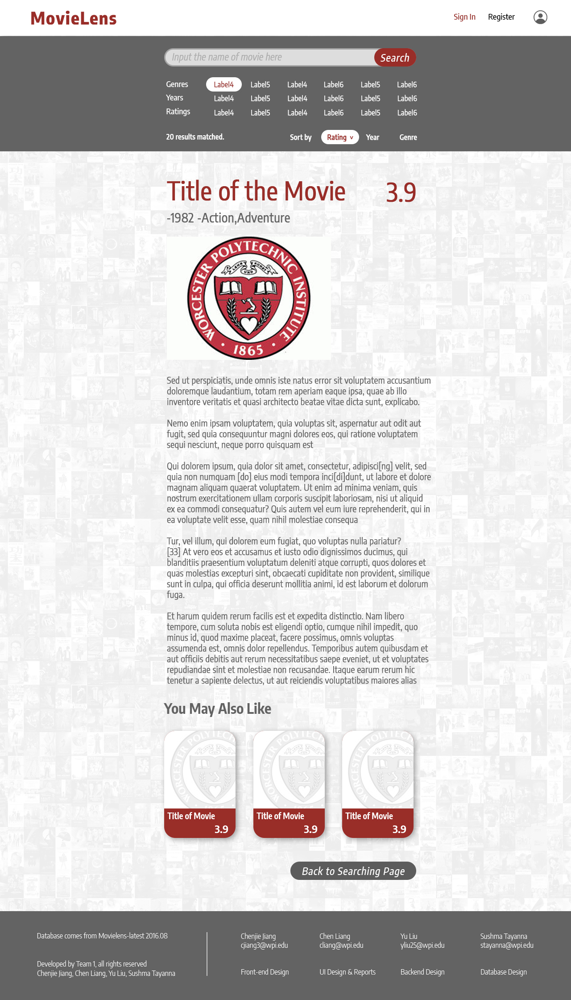 MovieLens
Sign In Register
Input the name of movie here Search
Genres Label4 Label5 Label4 Label6 Label5 Label6
Years Label4 Label5 Label4 Label6 Label5 Label6
Ratings Label4 Label5 Label4 Label6 Label5 Label6
20 results matched. Sort by Rating v Year Genre
Title of the Movie 3.9
-1982 -Action,Adventure
WORCESTER POLYTECHNIC INSTITUTE
LEHR UND KUNST
· 1865 ·
Sed ut perspiciatis, unde omnis iste natus error sit voluptatem accusantium
doloremque laudantium, totam rem aperiam eaque ipsa, quae ab illo
inventore veritatis et quasi architecto beatae vitae dicta sunt, explicabo.
Nemo enim ipsam voluptatem, quia voluptas sit, aspernatur aut odit aut
fugit, sed quia consequuntur magni dolores eos, qui ratione voluptatem
sequi nesciunt, neque porro quisquam est
Qui dolorem ipsum, quia dolor sit amet, consectetur, adipisci[ng] velit, sed
quia non numquam [do] eius modi tempora inci[di]dunt, ut labore et dolore
magnam aliquam quaerat voluptatem. Ut enim ad minima veniam, quis
nostrum exercitationem ullam corporis suscipit laboriosam, nisi ut aliquid
ex ea commodi consequatur? Quis autem vel eum iure reprehenderit, qui in
ea voluptate velit esse, quam nihil molestiae consequa
Tur, vel illum, qui dolorem eum fugiat, quo voluptas nulla pariatur?
[33] At vero eos et accusamus et iusto odio dignissimos ducimus, qui
blanditiis praesentium voluptatum deleniti atque corrupti, quos dolores et
quas molestias excepturi sint, obcaecati cupiditate non provident, similique
sunt in culpa, qui officia deserunt mollitia animi, id est laborum et dolorum
fuga.
Et harum quidem rerum facilis est et expedita distinctio. Nam libero
tempore, cum soluta nobis est eligendi optio, cumque nihil impedit, quo
minus id, quod maxime placeat, facere possimus, omnis voluptas
assumenda est, omnis dolor repellendus. Temporibus autem quibusdam et
aut officiis debitis aut rerum necessitatibus saepe eveniet, ut et voluptates
repudiandae sint et molestiae non recusandae. Itaque earum rerum hic
tenetur a sapiente delectus, ut aut reiciendis voluptatibus maiores alias
You May Also Like
WORCESTER POLYTECH WORCESTER POLYTECH WORCESTER POLYTECH
Title of Movie Title of Movie Title of Movie
3.9 3.9 3.9
Back to Searching Page
Database comes from Movielens-latest 2016.08
Developed by Team 1, all rights reserved
Chenjie Jiang, Chen Liang, Yu Liu, Sushma Tayanna
Chenjie Jiang Chen Liang Yu Liu Sushma Tayanna
cjiang3@wpi.edu cliang@wpi.edu yliu25@wpi.edu stayanna@wpi.edu
Front-end Design UI Design & Reports Backend Design Database Design